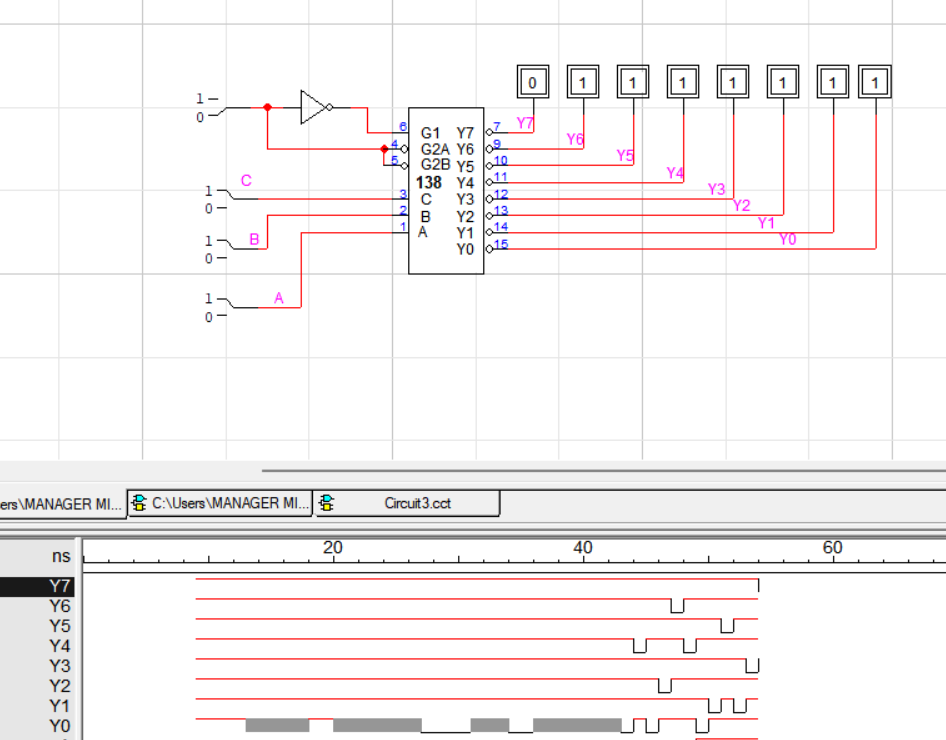 0 1 1 1 1 1 1 1
1
0
Y7
6 G1 Y7 7
Y6
4 G2A Y6 9
5 G2B Y5 10
Y5
138 Y4 11
Y4
C
1
3 C Y3 12
Y3
0
2 B Y2 13
Y2
1 A Y1 14
Y1
1
B
Y0 15
Y0
0
A
1
0
ers\MANAGER MI... C:\Users\MANAGER MI... Circuit3.cct
ns 20 40 60
Y7
Y6
Y5
Y4
Y3
Y2
Y1
Y0